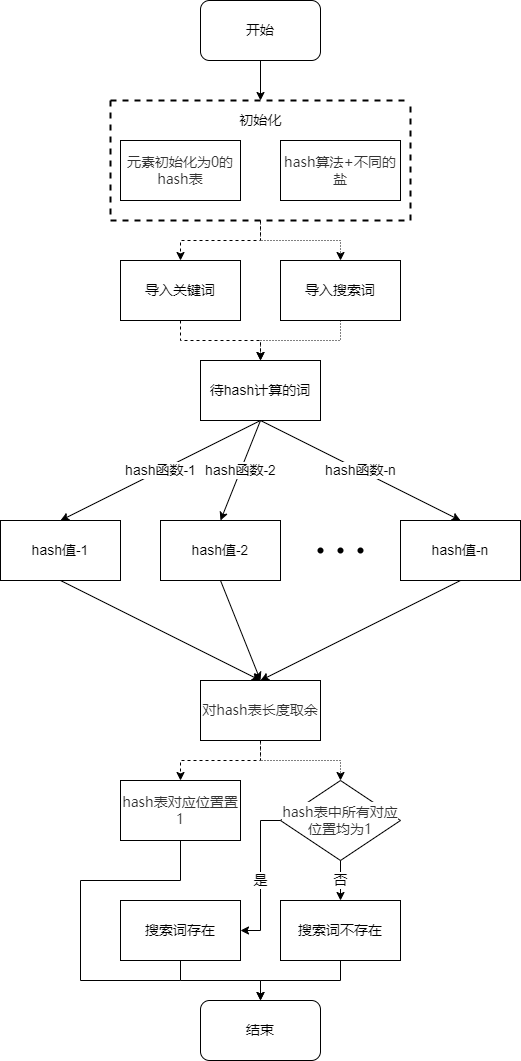 开始
初始化
元素初始化为0的
hash表
hash算法+不同的
盐
导入关键词
导入搜索词
待hash计算的词
hash函数-1
hash函数-2
hash函数-n
hash值-1
hash值-2
hash值-n
对hash表长度取余
hash表对应位置置
1
hash表中所有对应
位置均为1
是
否
搜索词存在
搜索词不存在
结束